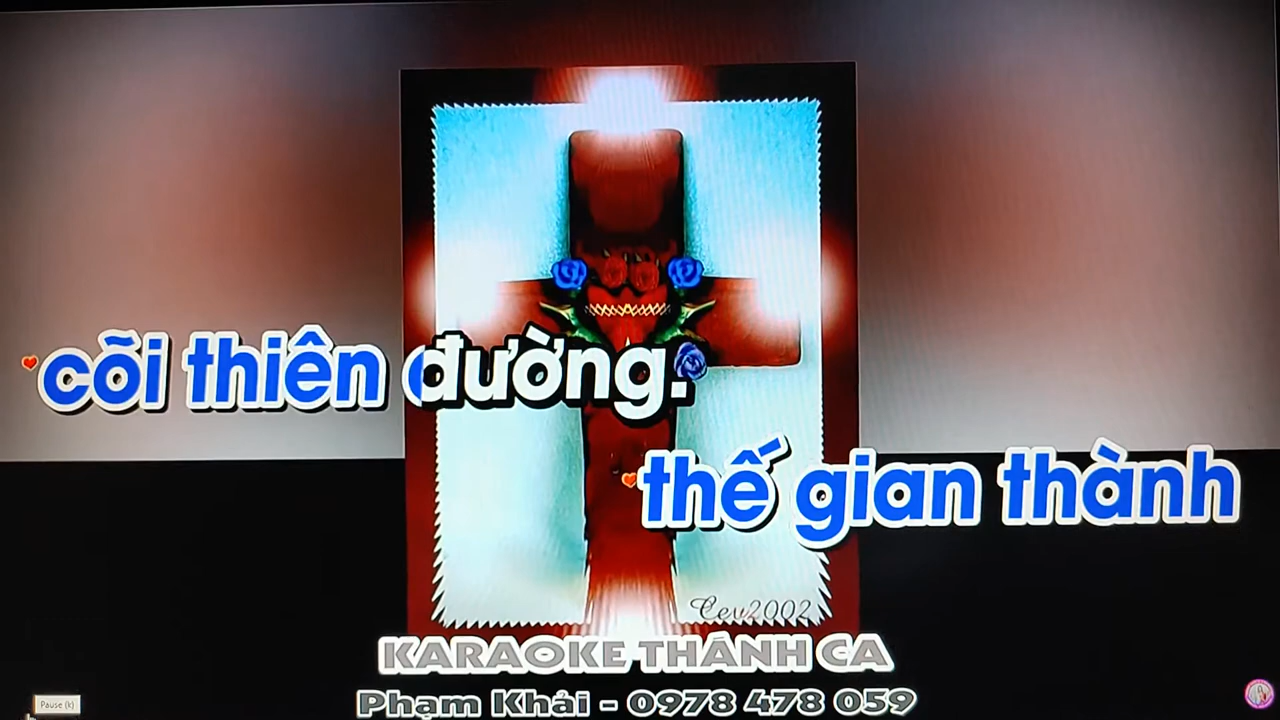 cõi thiên đường.
thế gian thành
Cev2002
KARAOKE THÁNH CA
Phạm Khải - 0978 478 059
Pause (k)